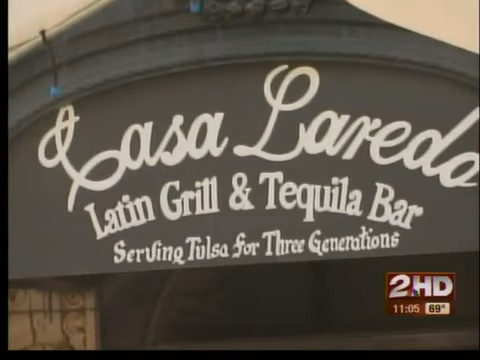 Casa Laredo
Latin Grill & Tequila Bar
Serving Tulsa for Three Generations
2HD
11:05 69°